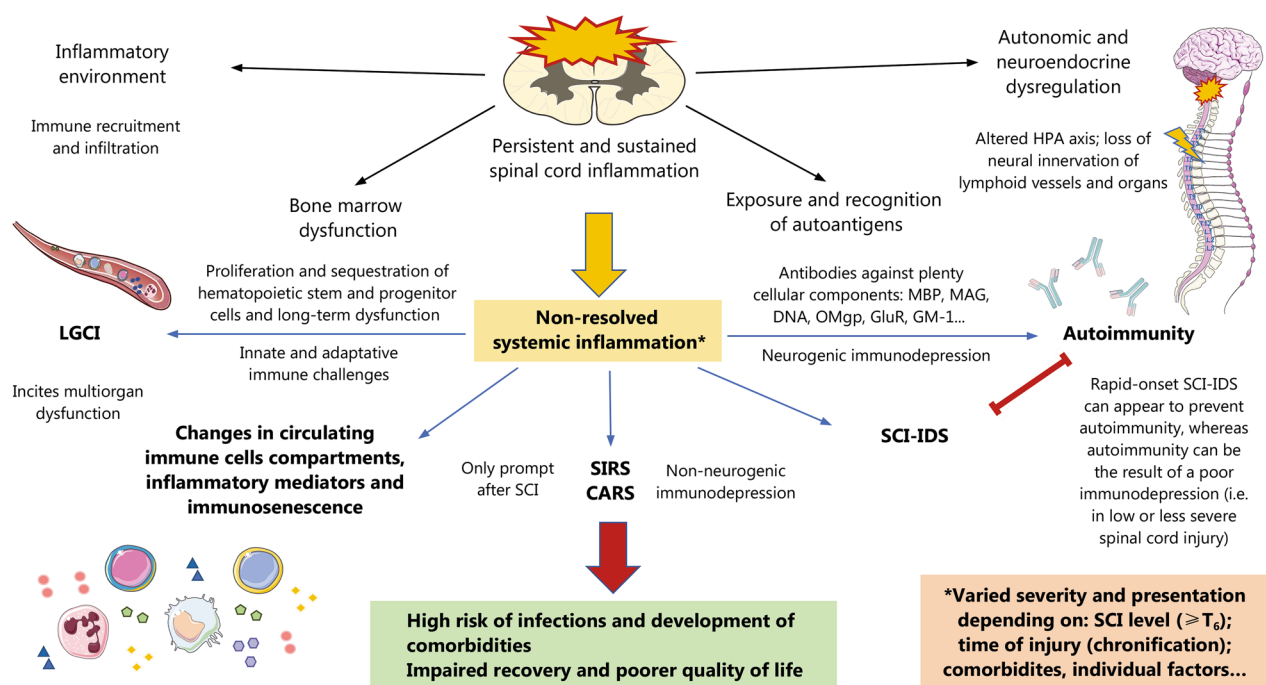 Inflammatory
environment
Immune recruitment
and infiltration
Persistent and sustained
spinal cord inflammation
Autonomic and
neuroendocrine
dysregulation
Altered HPA axis; loss of
neural innervation of
lymphoid vessels and organs
Bone marrow
dysfunction
Proliferation and sequestration of
hematopoietic stem and progenitor
cells and long-term dysfunction
Exposure and recognition
of autoantigens
Antibodies against plenty
cellular components: MBP, MAG,
DNA, OMgp, GluR, GM-1...
Non-resolved
systemic inflammation*
LGCI
Incites multiorgan
dysfunction
Innate and adaptative
immune challenges
Neurogenic immunodepression
Autoimmunity
Rapid-onset SCI-IDS
can appear to prevent
autoimmunity, whereas
autoimmunity can be
the result of a poor
immunodepression (i.e.
in low or less severe
spinal cord injury)
Changes in circulating
immune cells compartments,
inflammatory mediators and
immunosenescence
Only prompt
after SCI
SIRS
CARS
Non-neurogenic
immunodepression
SCI-IDS
High risk of infections and development of
comorbidities
Impaired recovery and poorer quality of life
*Varied severity and presentation
depending on: SCI level (≥T₆);
time of injury (chronification);
comorbidites, individual factors...